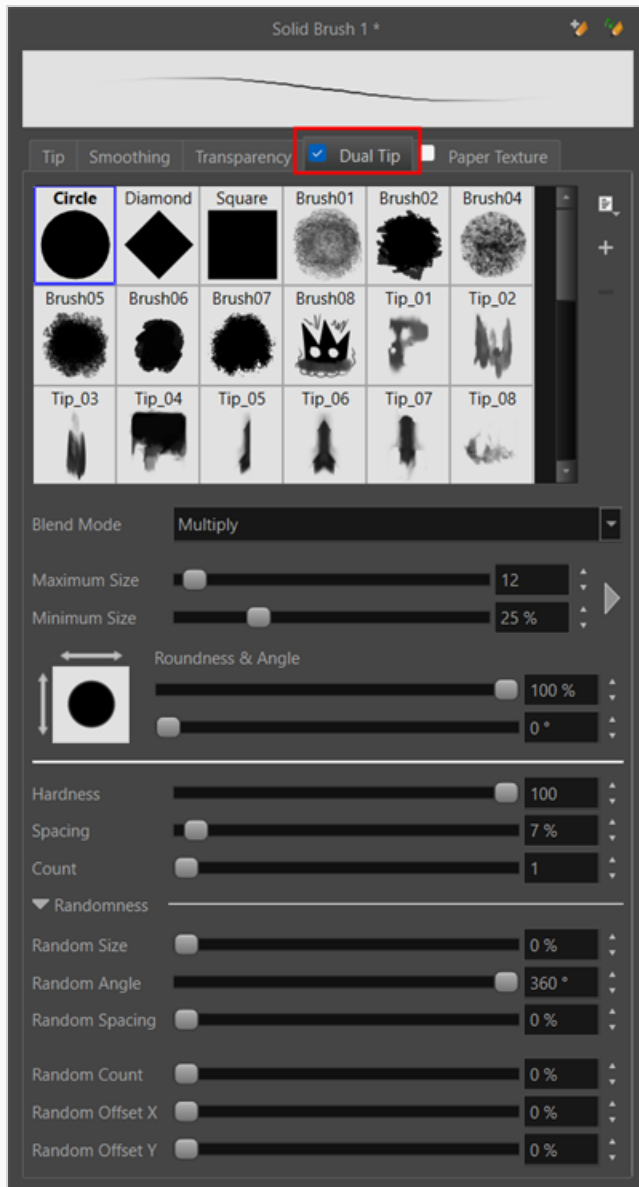 Solid Brush 1 *
Tip Smoothing Transparency Dual Tip Paper Texture
Circle Diamond Square Brush01 Brush02 Brush04
Brush05 Brush06 Brush07 Brush08 Tip_01 Tip_02
Tip_03 Tip_04 Tip_05 Tip_06 Tip_07 Tip_08
Blend Mode Multiply
Maximum Size 12
Minimum Size 25 %
Roundness & Angle
100 %
0 °
Hardness 100
Spacing 7 %
Count 1
Randomness
Random Size 0 %
Random Angle 360 °
Random Spacing 0 %
Random Count 0 %
Random Offset X 0 %
Random Offset Y 0 %